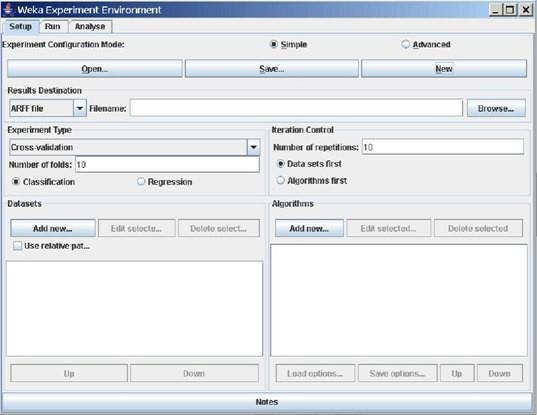 Weka Experiment Environment
Setup Run Analyse
Experiment Configuration Mode: Simple Advanced
Open... Save... New
Results Destination
ARFF file Filename: Browse...
Experiment Type
Cross-validation
Number of folds: 10
Classification Regression
Iteration Control
Number of repetitions: 10
Data sets first
Algorithms first
Datasets
Add new... Edit selecte... Delete select...
Use relative pat...
Up Down
Algorithms
Add new... Edit selected... Delete selected
Load options... Save options... Up Down
Notes